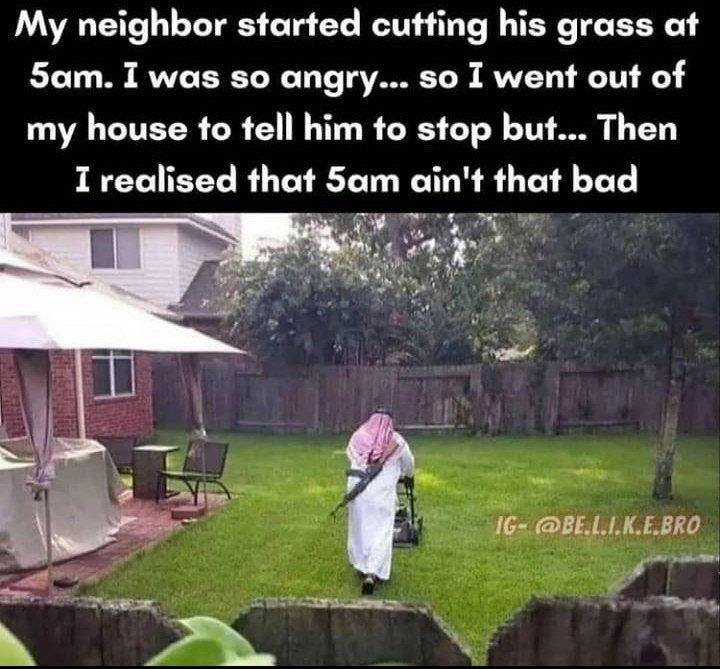 My neighbor started cutting his grass at
5am. I was so angry... so I went out of
my house to tell him to stop but... Then
I realised that 5am ain't that bad
IG- @BE.L.I.K.E.BRO